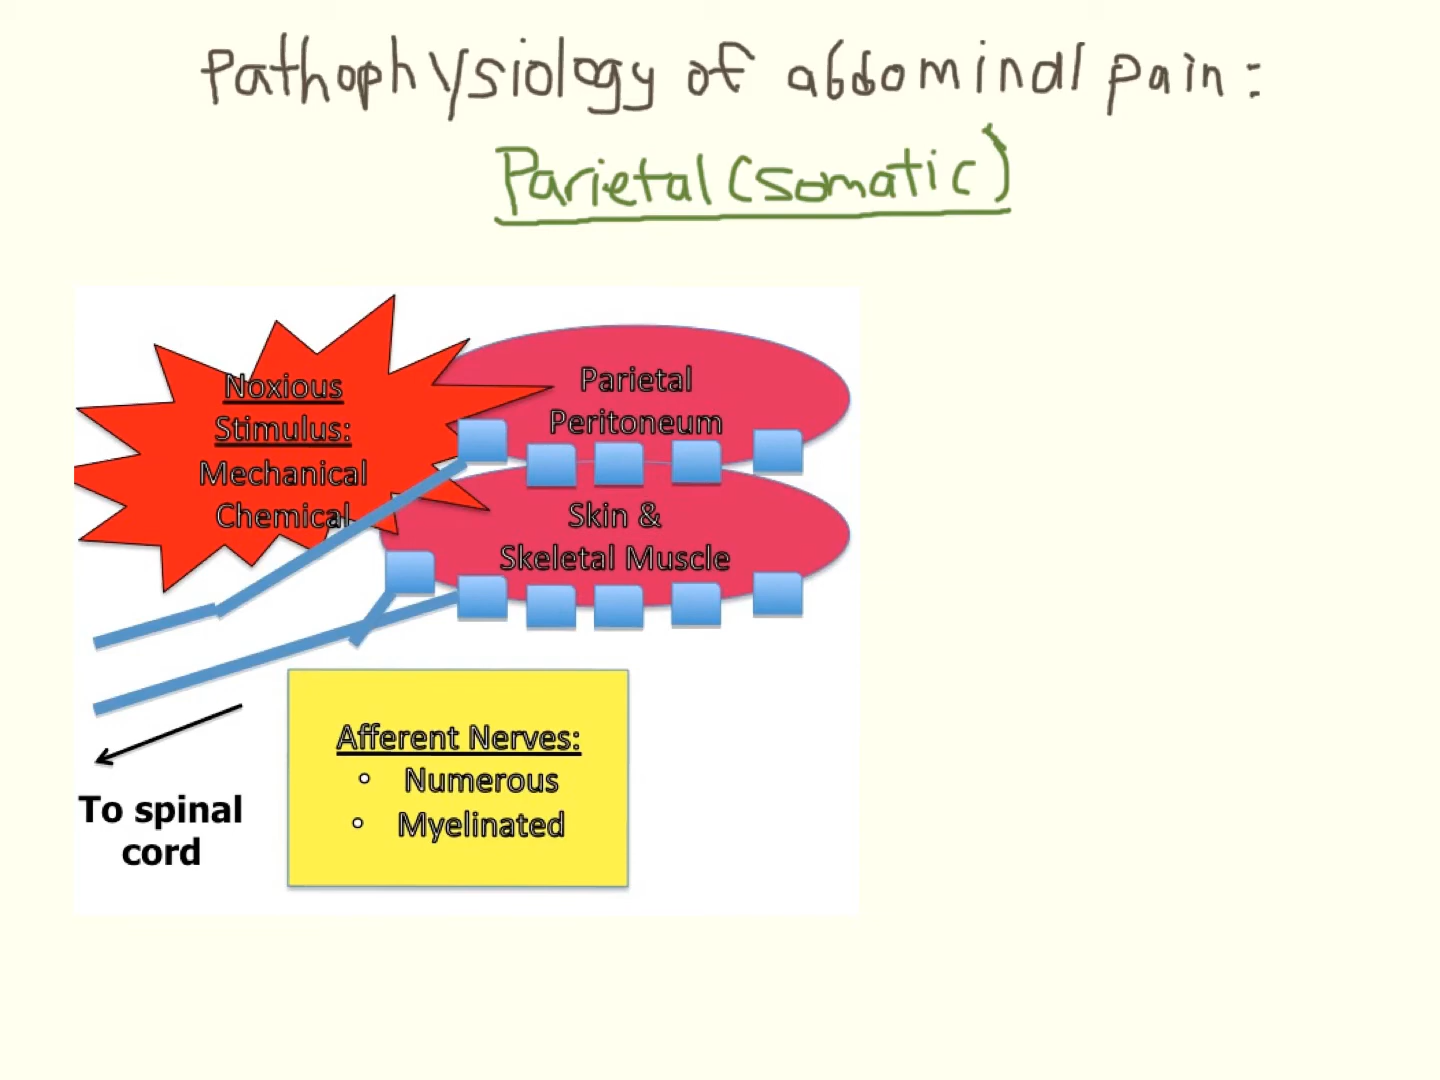 Pathophysiology of abdominal pain:
Parietal (somatic)
Noxious
Stimulus:
Mechanical
Chemical
Parietal
Peritoneum
Skin &
Skeletal Muscle
Afferent Nerves:
Numerous
Myelinated
To spinal
cord